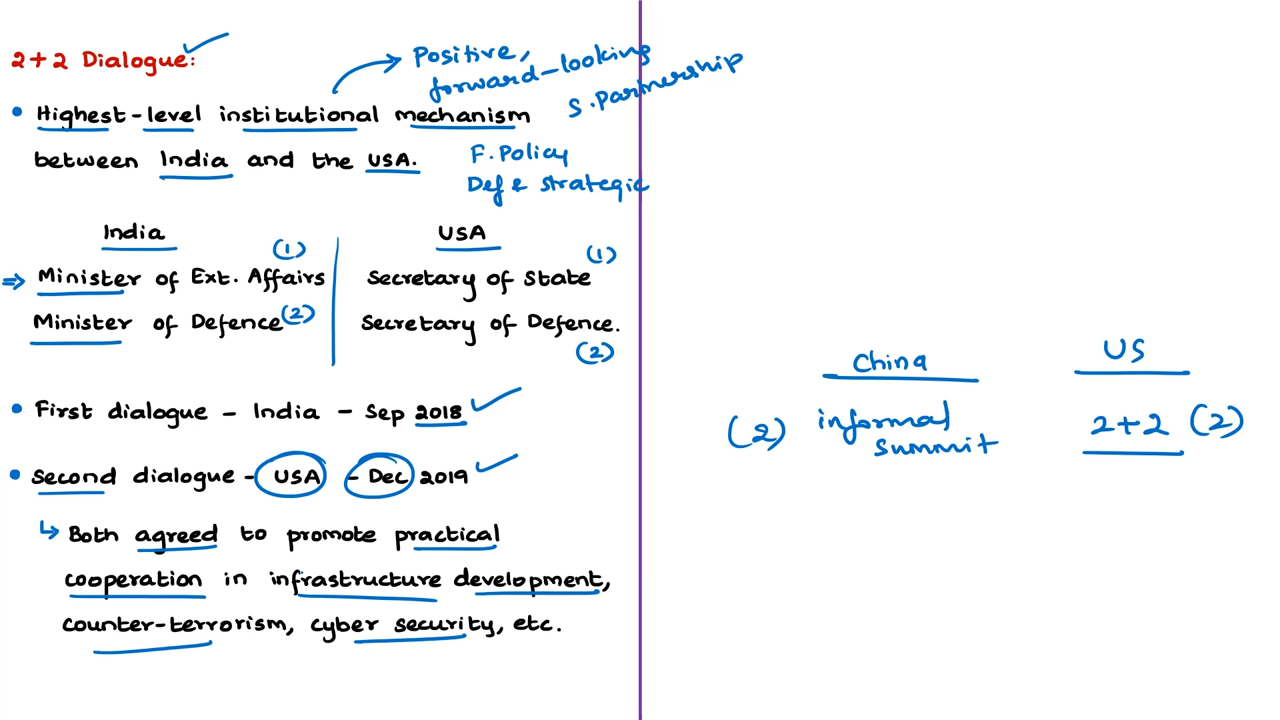 2+2 Dialogue:
Positive,
forward-looking
S. Partnership
• Highest-level institutional mechanism
between India and the USA.
F. Policy
Def & strategic
India
USA
(1)
(1)
⇒ Minister of Ext. Affairs
Secretary of State
Minister of Defence (2)
Secretary of Defence.
(2)
• First dialogue - India - Sep 2018
• Second dialogue - USA - Dec 2019
↳ Both agreed to promote practical
cooperation in infrastructure development,
counter-terrorism, cyber security, etc.
China
US
(2) informal
summit
2+2 (2)